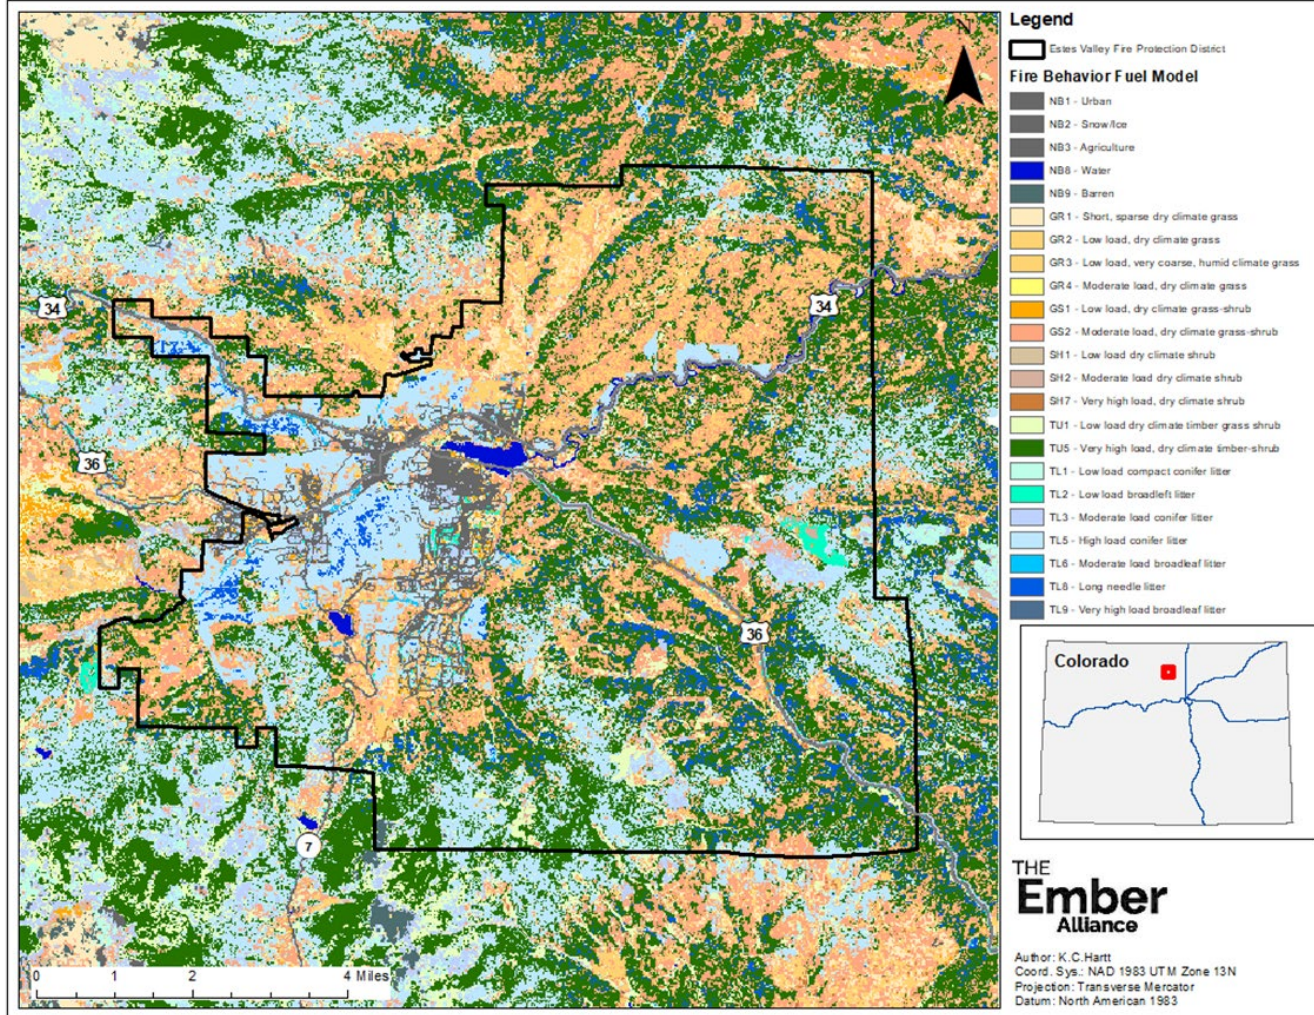 N
34
36
34
36
7
0 1 2 4 Miles
Legend
Estes Valley Fire Protection District
Fire Behavior Fuel Model
NB1 - Urban
NB2 - Snow/Ice
NB3 - Agriculture
NB8 - Water
NB9 - Barren
GR1 - Short, sparse dry climate grass
GR2 - Low load, dry climate grass
GR3 - Low load, very coarse, humid climate grass
GR4 - Moderate load, dry climate grass
GS1 - Low load, dry climate grass-shrub
GS2 - Moderate load, dry climate grass-shrub
SH1 - Low load dry climate shrub
SH2 - Moderate load dry climate shrub
SH7 - Very high load, dry climate shrub
TU1 - Low load dry climate timber grass shrub
TU5 - Very high load, dry climate timber-shrub
TL1 - Low load compact conifer litter
TL2 - Low load broadleft litter
TL3 - Moderate load conifer litter
TL5 - High load conifer litter
TL6 - Moderate load broadleaf litter
TL8 - Long needle litter
TL9 - Very high load broadleaf litter
Colorado
THE
Ember
Alliance
Author: K.C.Hartt
Coord. Sys.: NAD 1983 UTM Zone 13N
Projection: Transverse Mercator
Datum: North American 1983